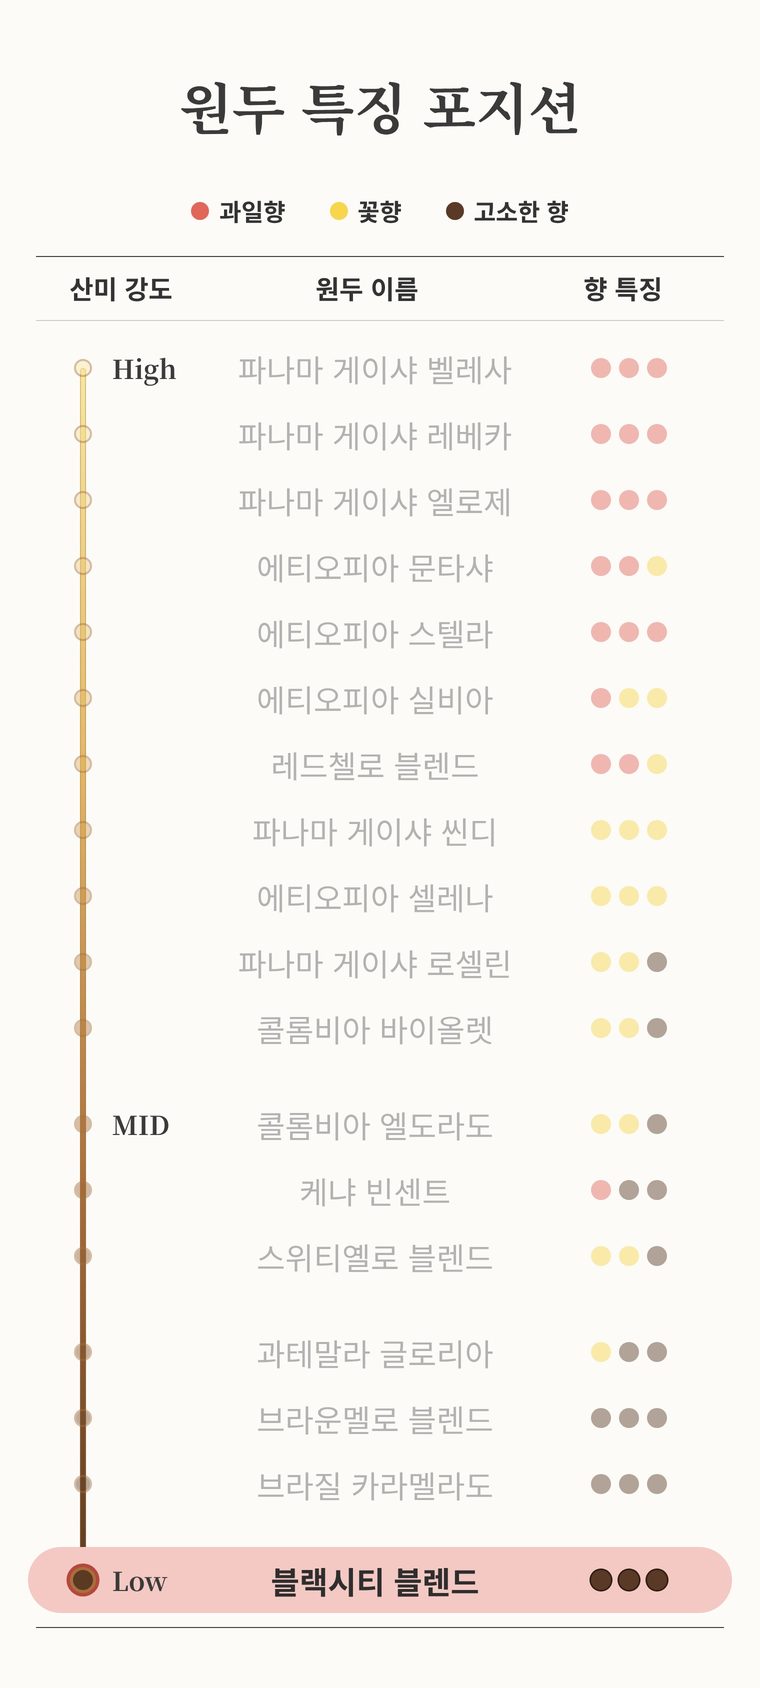 원두 특징 포지션
과일향 꽃향 고소한 향
산미 강도 원두 이름 향 특징
High 파나마 게이샤 벨레사
파나마 게이샤 레베카
파나마 게이샤 엘로제
에티오피아 문타샤
에티오피아 스텔라
에티오피아 실비아
레드첼로 블렌드
파나마 게이샤 씬디
에티오피아 셀레나
파나마 게이샤 로셀린
콜롬비아 바이올렛
MID 콜롬비아 엘도라도
케냐 빈센트
스위티옐로 블렌드
과테말라 글로리아
브라운멜로 블렌드
브라질 카라멜라도
Low 블랙시티 블렌드